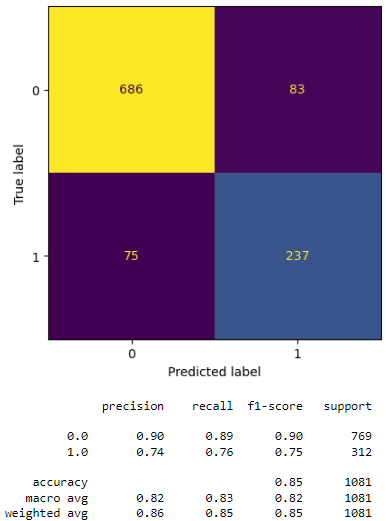 0
686
83
True label
1
75
237
0
1
Predicted label
precision recall f1-score support
0.0 0.90 0.89 0.90 769
1.0 0.74 0.76 0.75 312
accuracy 0.85 1081
macro avg 0.82 0.83 0.82 1081
weighted avg 0.86 0.85 0.85 1081